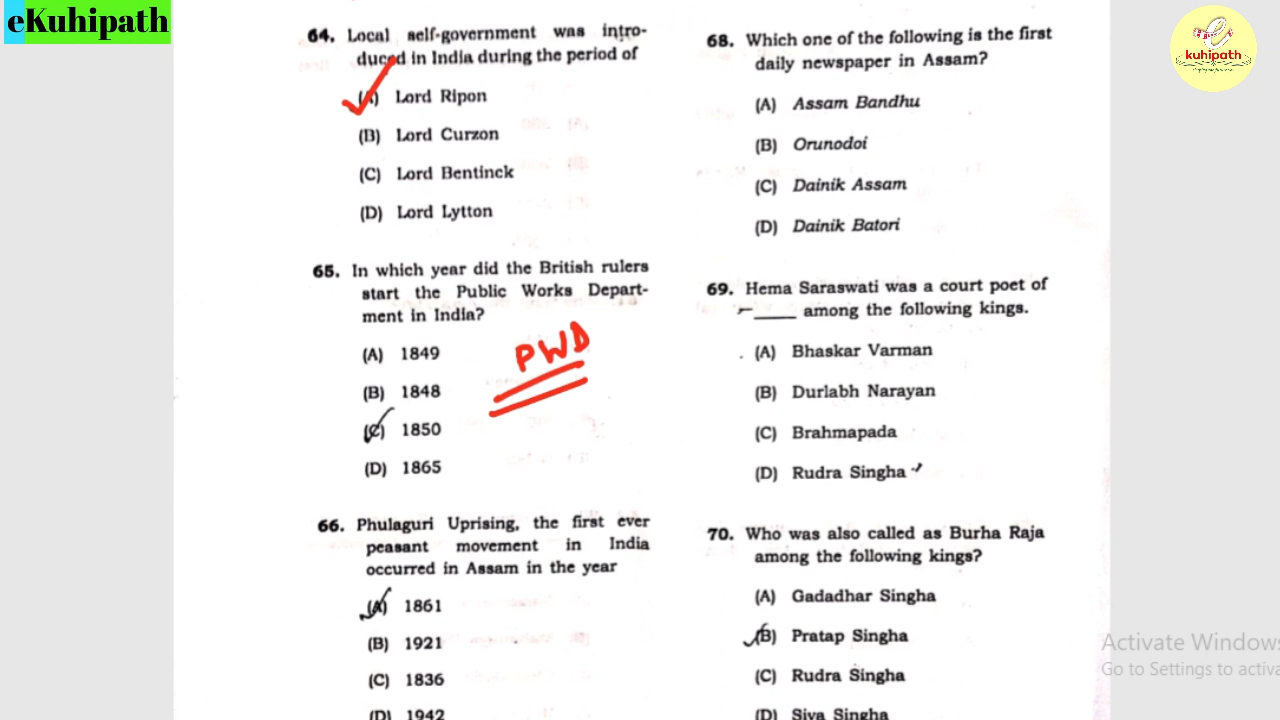 eKuhipath
64. Local self-government was intro-
duced in India during the period of
(A) Lord Ripon
(B) Lord Curzon
(C) Lord Bentinck
(D) Lord Lytton
65. In which year did the British rulers
start the Public Works Depart-
ment in India?
(A) 1849
(B) 1848
(C) 1850
(D) 1865
PWD
66. Phulaguri Uprising, the first ever
peasant movement in India
occurred in Assam in the year
(A) 1861
(B) 1921
(C) 1836
(D) 1942
68. Which one of the following is the first
daily newspaper in Assam?
(A) Assam Bandhu
(B) Orunodoi
(C) Dainik Assam
(D) Dainik Batori
69. Hema Saraswati was a court poet of
____ among the following kings.
(A) Bhaskar Varman
(B) Durlabh Narayan
(C) Brahmapada
(D) Rudra Singha
70. Who was also called as Burha Raja
among the following kings?
(A) Gadadhar Singha
(B) Pratap Singha
(C) Rudra Singha
(D) Siva Singha
kuhipath
Activate Windows
Go to Settings to activa